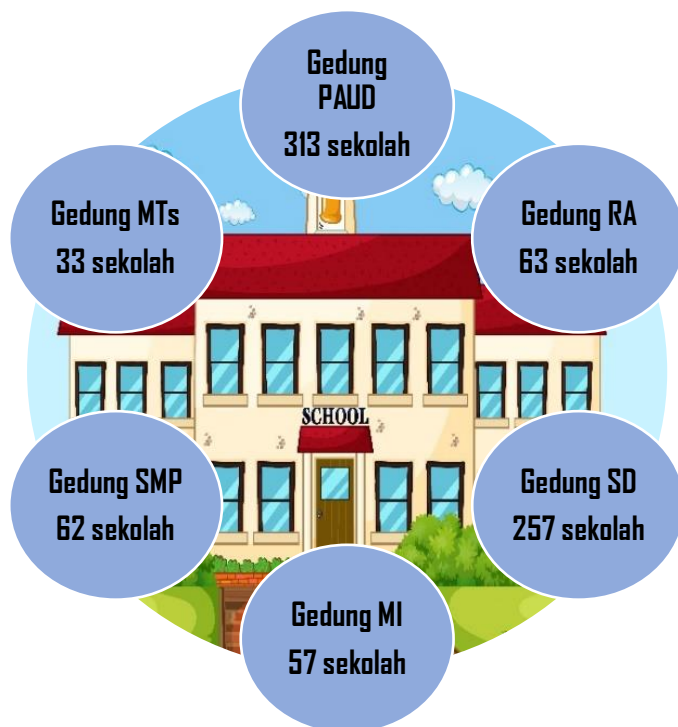 Gedung
PAUD
313 sekolah
Gedung RA
63 sekolah
Gedung SD
257 sekolah
Gedung MI
57 sekolah
Gedung SMP
62 sekolah
Gedung MTs
33 sekolah
SCHOOL